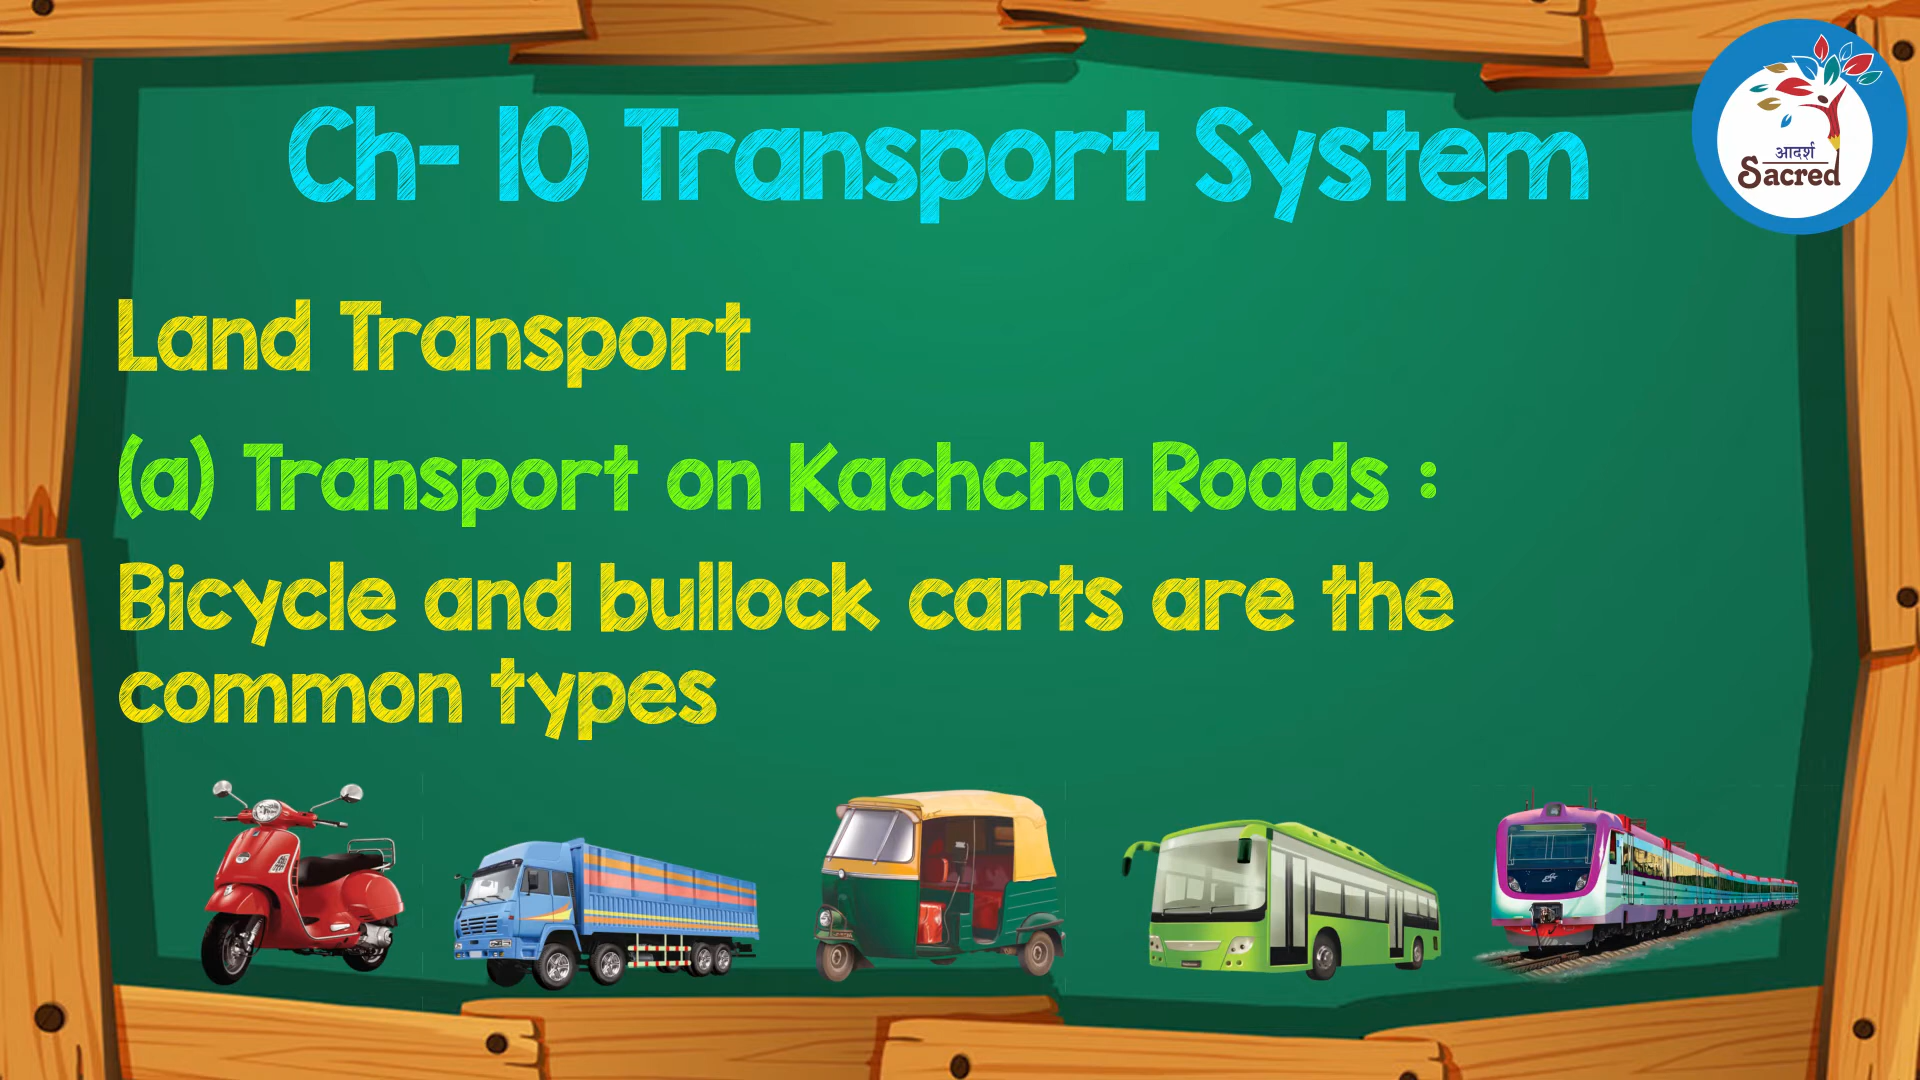 Ch- 10 Transport System
आदर्श
Sacred
Land Transport
(a) Transport on Kachcha Roads :
Bicycle and bullock carts are the
common types